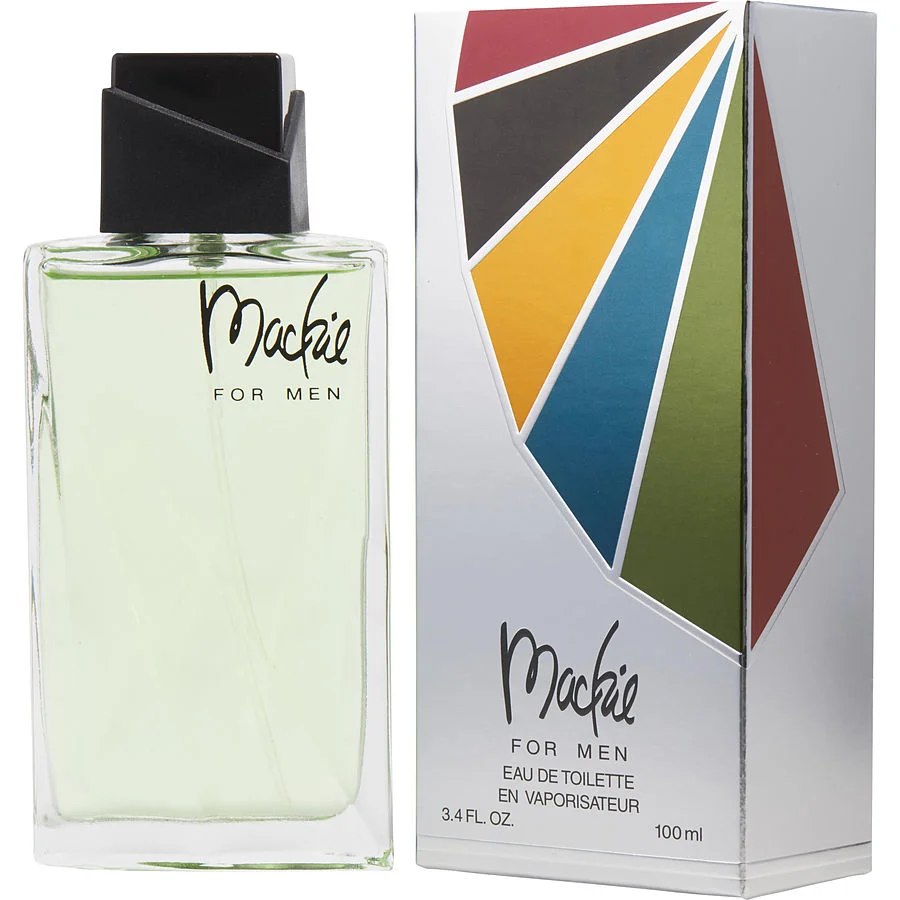 Mackie
FOR MEN
Mackie
FOR MEN
EAU DE TOILETTE
EN VAPORISATEUR
3.4 FL. OZ. 100 ml